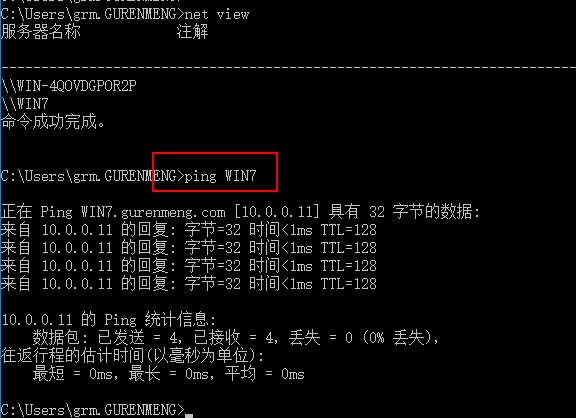 C:\Users\grm.GURENMENG>net view
服务器名称 注解
-------------------------------------------------------------------------------
\\WIN-4QOVDGPOR2P
\\WIN7
命令成功完成。
C:\Users\grm.GURENMENG>ping WIN7
正在 Ping WIN7.gurenmeng.com [10.0.0.11] 具有 32 字节的数据:
来自 10.0.0.11 的回复: 字节=32 时间<1ms TTL=128
来自 10.0.0.11 的回复: 字节=32 时间<1ms TTL=128
来自 10.0.0.11 的回复: 字节=32 时间<1ms TTL=128
来自 10.0.0.11 的回复: 字节=32 时间<1ms TTL=128
10.0.0.11 的 Ping 统计信息:
数据包: 已发送 = 4，已接收 = 4，丢失 = 0 (0% 丢失)，
往返行程的估计时间(以毫秒为单位):
最短 = 0ms，最长 = 0ms，平均 = 0ms
C:\Users\grm.GURENMENG>